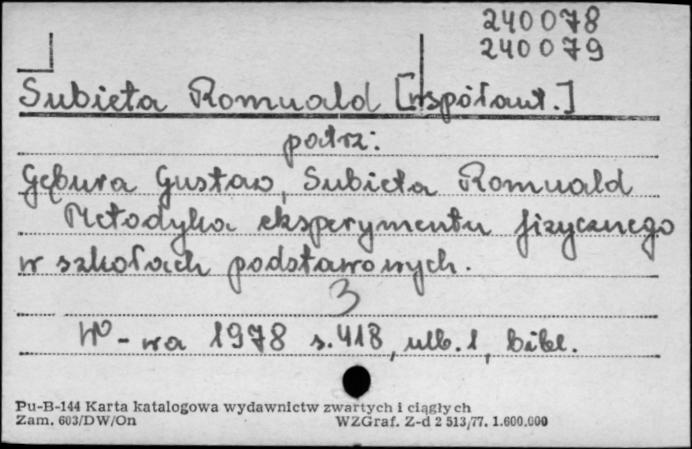 240078
240079
Subieta Romuald [współaut.]
patrz:
Gębura Gustaw, Subieta Romuald
Metodyka eksperymentu fizycznego
w szkołach podstawowych.
3
W-wa 1978 s. 418, ulb. 1, bibl.
Pu-B-144 Karta katalogowa wydawnictw zwartych i ciągłych
Zam. 603/DW/On WZGraf. Z-d 2 513/77. 1.600.000